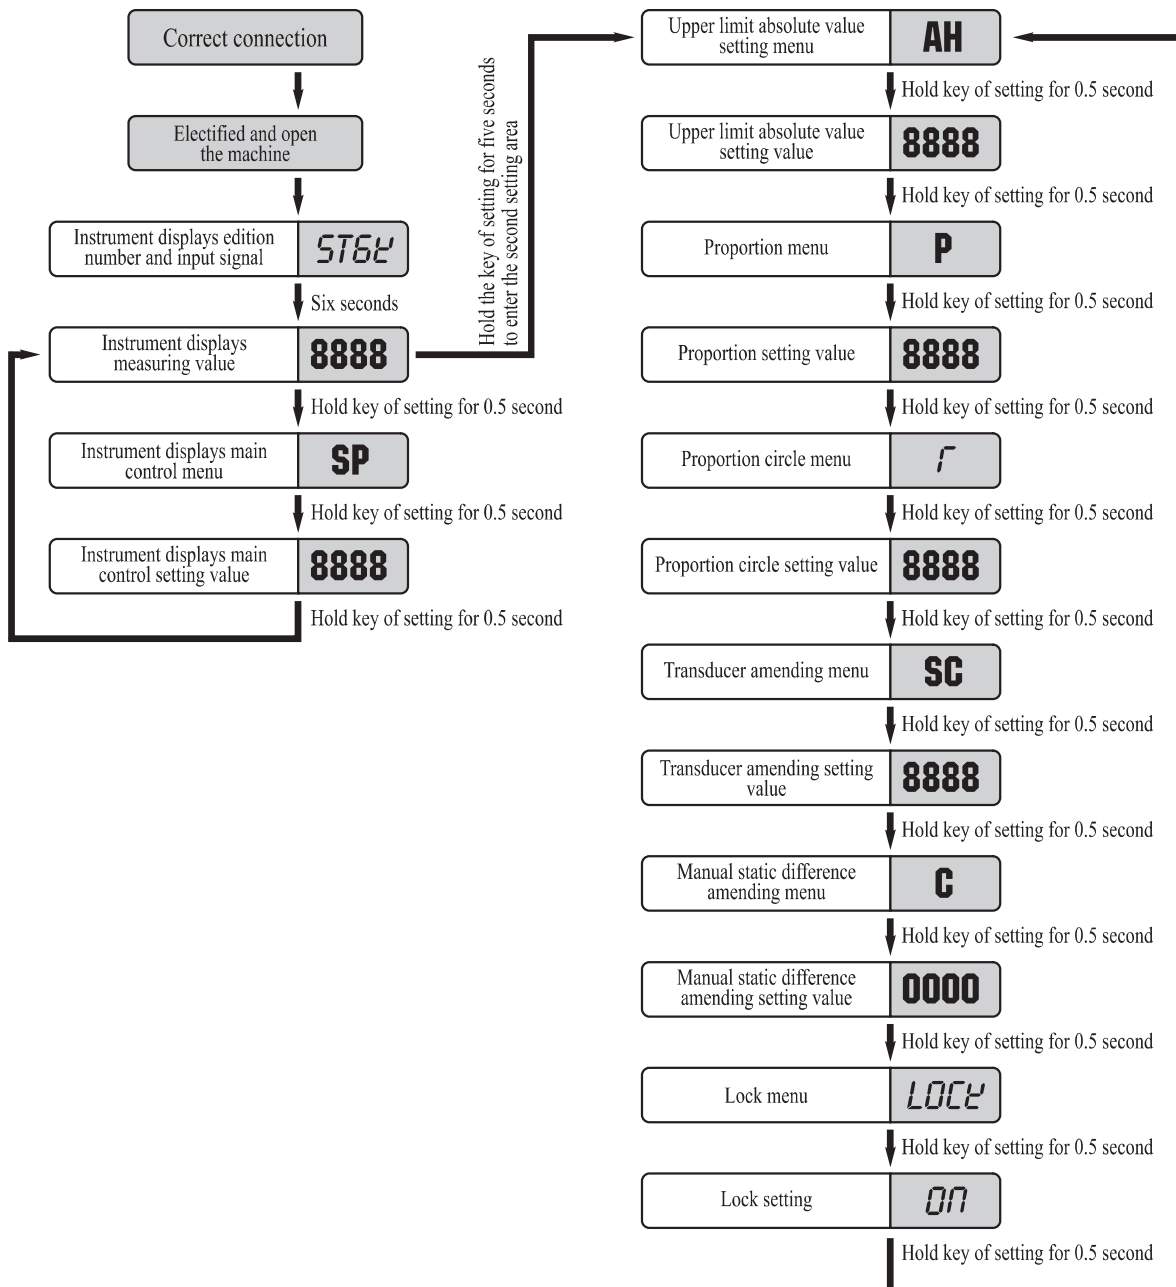 Correct connection
Electified and open
the machine
Instrument displays edition
number and input signal
ST6K
Six seconds
Instrument displays
measuring value
8888
Hold key of setting for 0.5 second
Instrument displays main
control menu
SP
Hold key of setting for 0.5 second
Instrument displays main
control setting value
8888
Hold key of setting for 0.5 second
Hold the key of setting for five seconds
to enter the second setting area
Upper limit absolute value
setting menu
AH
Hold key of setting for 0.5 second
Upper limit absolute value
setting value
8888
Hold key of setting for 0.5 second
Proportion menu
P
Hold key of setting for 0.5 second
Proportion setting value
8888
Hold key of setting for 0.5 second
Proportion circle menu
Hold key of setting for 0.5 second
Proportion circle setting value
8888
Hold key of setting for 0.5 second
Transducer amending menu
SC
Hold key of setting for 0.5 second
Transducer amending setting
value
8888
Hold key of setting for 0.5 second
Manual static difference
amending menu
C
Hold key of setting for 0.5 second
Manual static difference
amending setting value
0000
Hold key of setting for 0.5 second
Lock menu
LOCK
Hold key of setting for 0.5 second
Lock setting
ON
Hold key of setting for 0.5 second